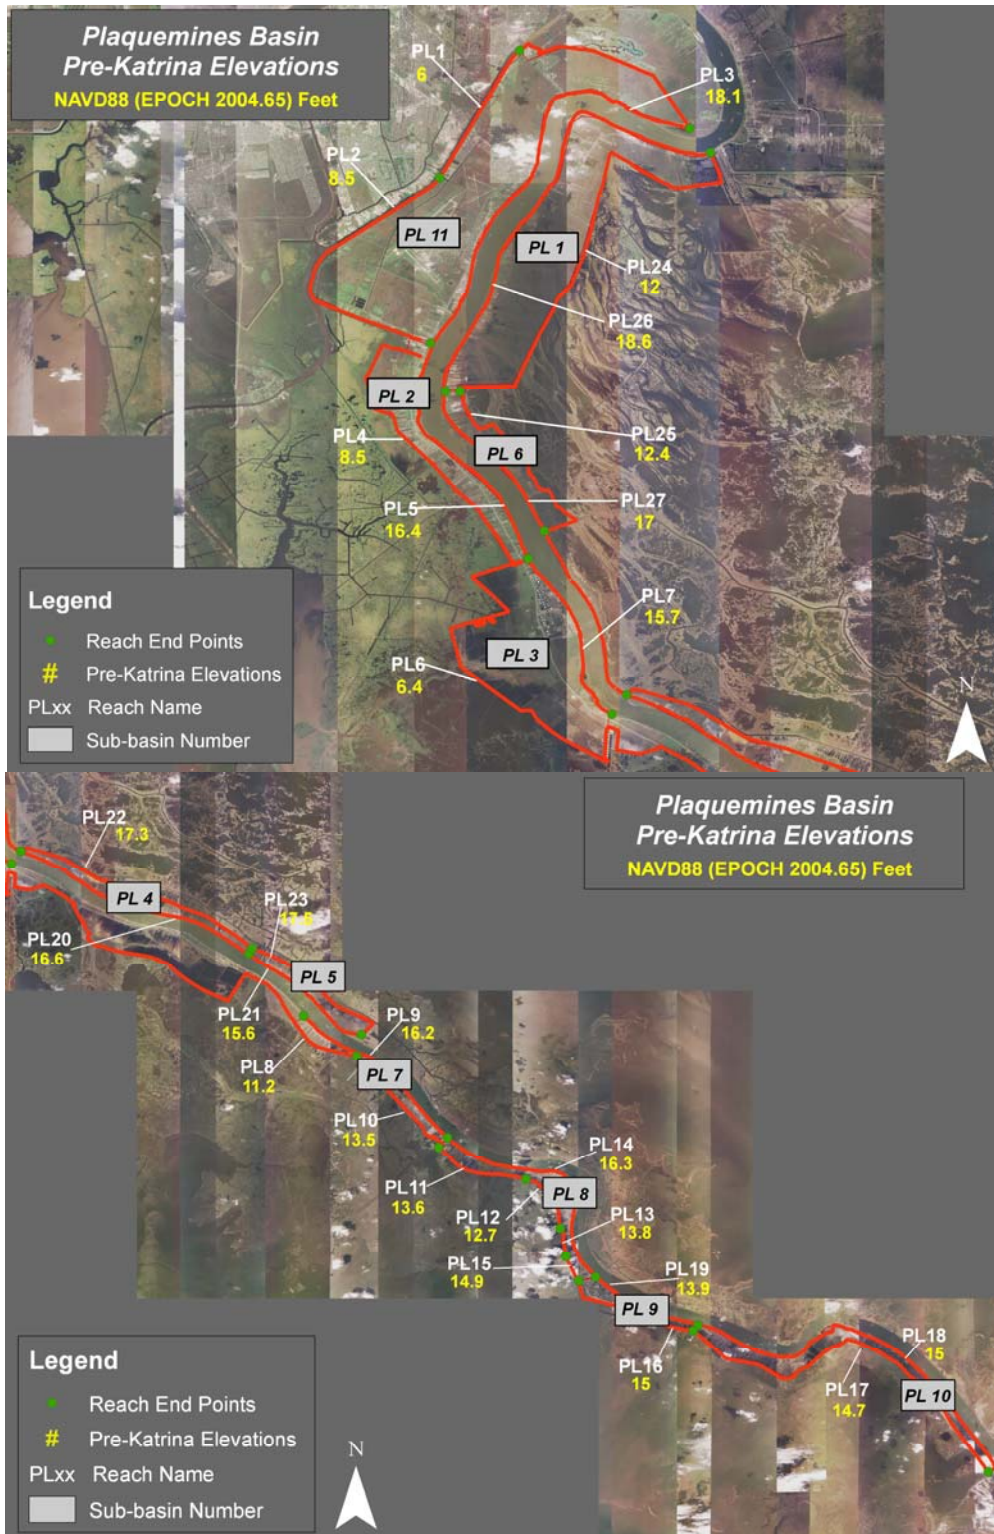 Plaquemines Basin
Pre-Katrina Elevations
NAVD88 (EPOCH 2004.65) Feet
PL1
6
PL3
18.1
PL2
8.5
PL 11
PL 1
PL24
12
PL26
18.6
PL 2
PL4
8.5
PL25
12.4
PL 6
PL27
17
PL5
16.4
PL7
15.7
PL 3
PL6
6.4
Legend
Reach End Points
# Pre-Katrina Elevations
PLxx Reach Name
Sub-basin Number
N
Plaquemines Basin
Pre-Katrina Elevations
NAVD88 (EPOCH 2004.65) Feet
PL22
17.3
PL 4
PL23
PL20
16.6
PL 5
PL21
15.6
PL9
16.2
PL8
11.2
PL 7
PL10
13.5
PL14
16.3
PL11
13.6
PL 8
PL12
12.7
PL13
13.8
PL15
14.9
PL19
13.9
PL 9
PL16
15
PL18
15
PL17
14.7
PL 10
Legend
Reach End Points
# Pre-Katrina Elevations
PLxx Reach Name
Sub-basin Number
N